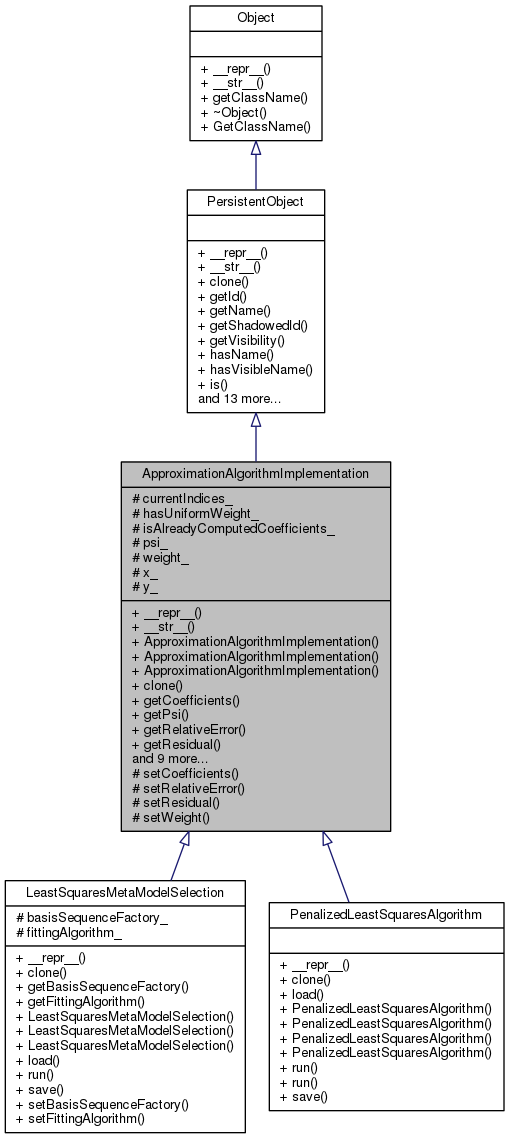 Object
+ __repr__()
+ __str__()
+ getClassName()
+ ~Object()
+ GetClassName()
PersistentObject
+ __repr__()
+ __str__()
+ clone()
+ getId()
+ getName()
+ getShadowedId()
+ getVisibility()
+ hasName()
+ hasVisibleName()
+ is()
and 13 more...
ApproximationAlgorithmImplementation
# currentIndices_
# hasUniformWeight_
# isAlreadyComputedCoefficients_
# psi_
# weight_
# x_
# y_
+ __repr__()
+ __str__()
+ ApproximationAlgorithmImplementation()
+ ApproximationAlgorithmImplementation()
+ ApproximationAlgorithmImplementation()
+ clone()
+ getCoefficients()
+ getPsi()
+ getRelativeError()
+ getResidual()
and 9 more...
# setCoefficients()
# setRelativeError()
# setResidual()
# setWeight()
LeastSquaresMetaModelSelection
# basisSequenceFactory_
# fittingAlgorithm_
+ __repr__()
+ clone()
+ getBasisSequenceFactory()
+ getFittingAlgorithm()
+ LeastSquaresMetaModelSelection()
+ LeastSquaresMetaModelSelection()
+ LeastSquaresMetaModelSelection()
+ load()
+ run()
+ save()
+ setBasisSequenceFactory()
+ setFittingAlgorithm()
PenalizedLeastSquaresAlgorithm
+ __repr__()
+ clone()
+ load()
+ PenalizedLeastSquaresAlgorithm()
+ PenalizedLeastSquaresAlgorithm()
+ PenalizedLeastSquaresAlgorithm()
+ PenalizedLeastSquaresAlgorithm()
+ run()
+ run()
+ save()